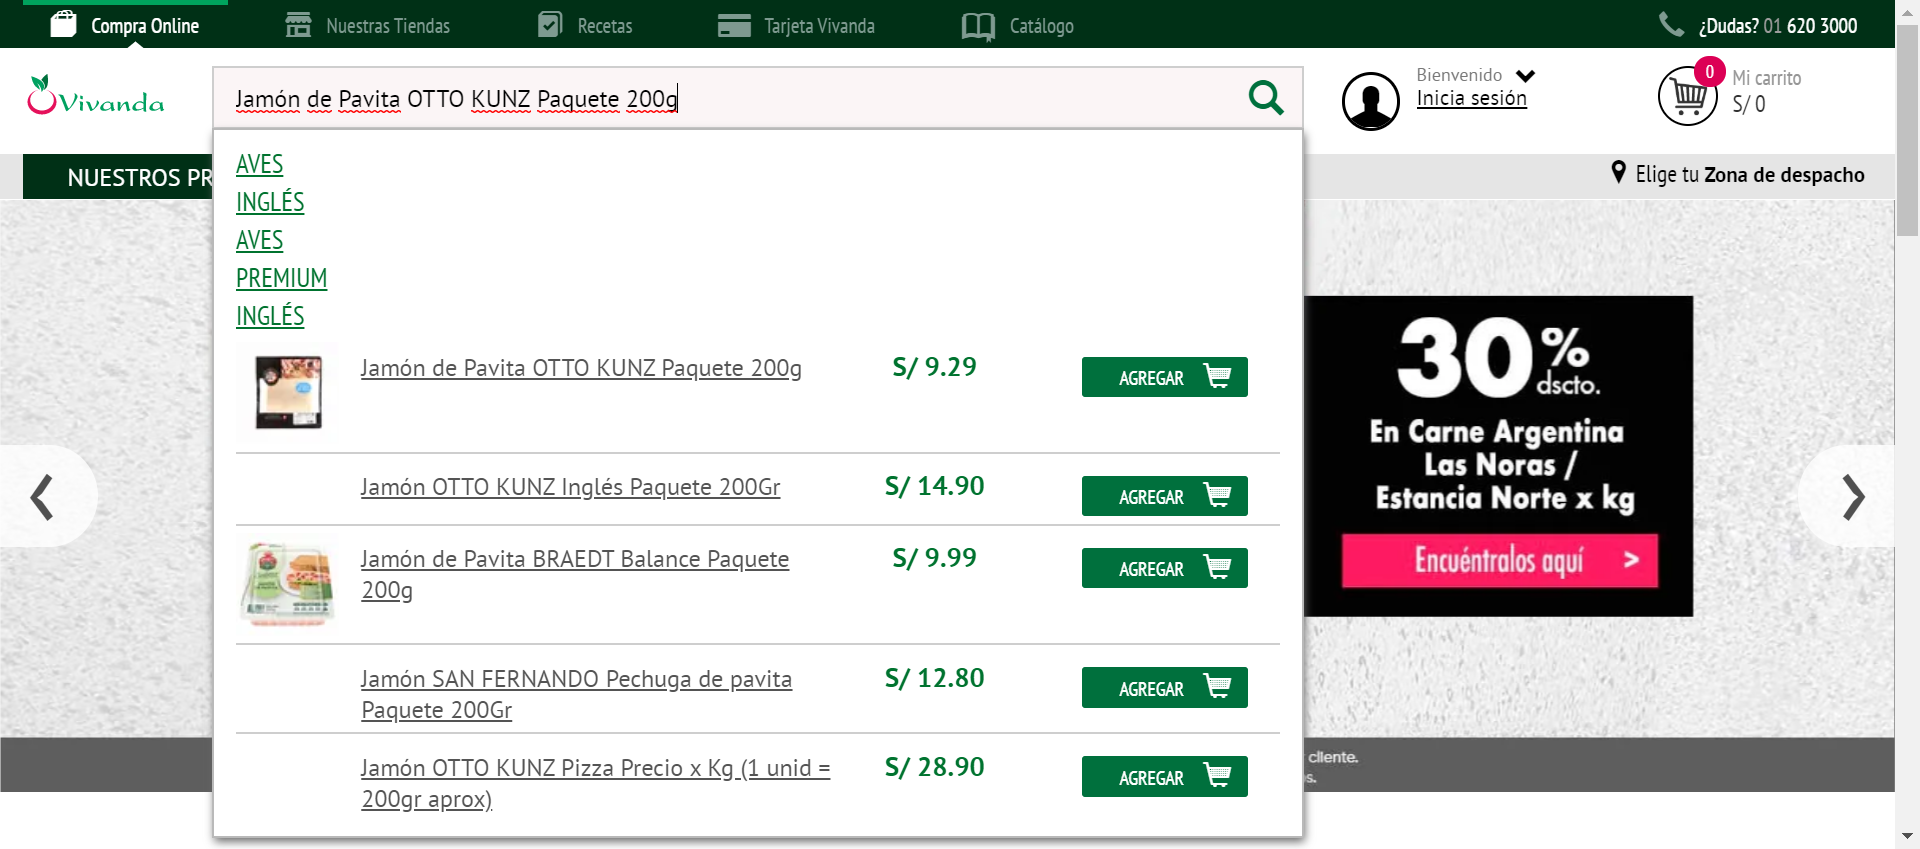 Compra Online
Nuestras Tiendas
Recetas
Tarjeta Vivanda
Catálogo
¿Dudas? 01 620 3000
Vivanda
Jamón de Pavita OTTO KUNZ Paquete 200g
Bienvenido
Inicia sesión
0
Mi carrito
S/ 0
NUESTROS PR
Elige tu Zona de despacho
AVES
INGLÉS
AVES
PREMIUM
INGLÉS
Jamón de Pavita OTTO KUNZ Paquete 200g
S/ 9.29
AGREGAR
Jamón OTTO KUNZ Inglés Paquete 200Gr
S/ 14.90
AGREGAR
Jamón de Pavita BRAEDT Balance Paquete
200g
S/ 9.99
AGREGAR
Jamón SAN FERNANDO Pechuga de pavita
Paquete 200Gr
S/ 12.80
AGREGAR
Jamón OTTO KUNZ Pizza Precio x Kg (1 unid =
200gr aprox)
S/ 28.90
AGREGAR
30%
dscto.
En Carne Argentina
Las Noras /
Estancia Norte x kg
Encuéntralos aquí >
cliente.
s.